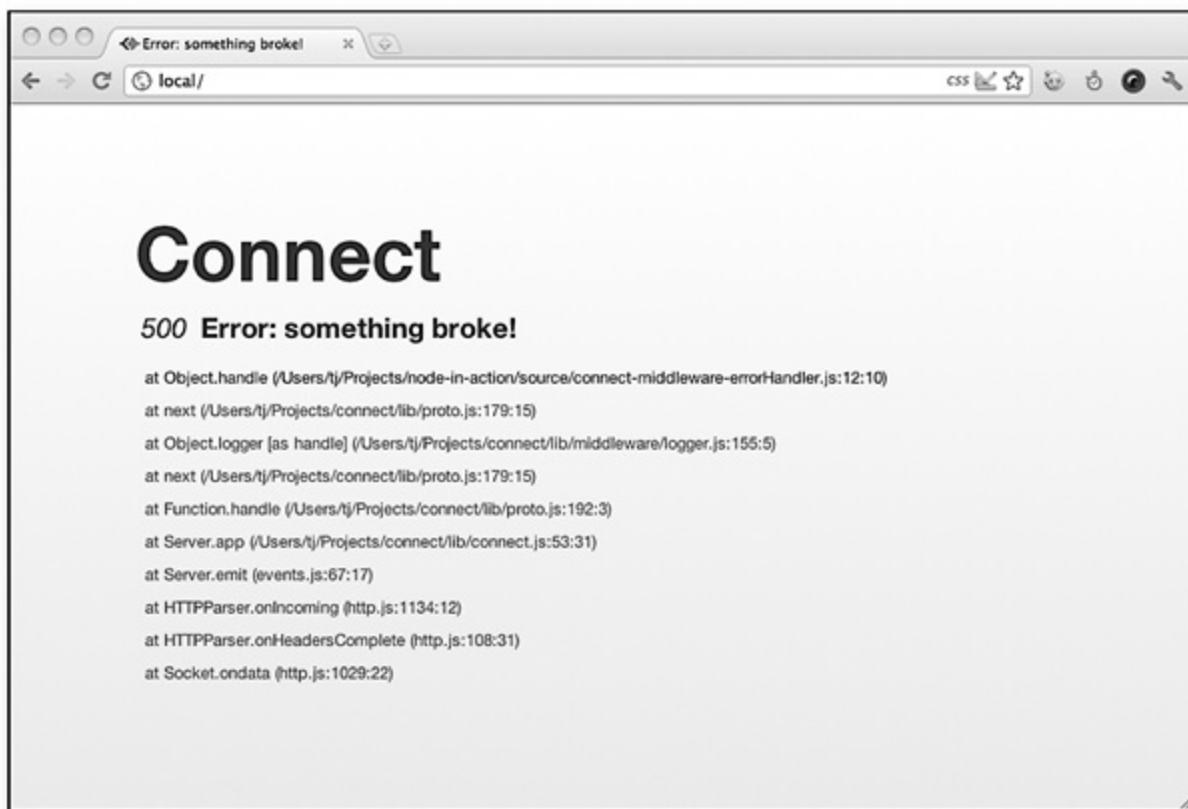 Error: something broke!
local/
css
Connect
500 Error: something broke!
at Object.handle (/Users/tj/Projects/node-in-action/source/connect-middleware-errorHandler.js:12:10)
at next (/Users/tj/Projects/connect/lib/proto.js:179:15)
at Object.logger [as handle] (/Users/tj/Projects/connect/lib/middleware/logger.js:155:5)
at next (/Users/tj/Projects/connect/lib/proto.js:179:15)
at Function.handle (/Users/tj/Projects/connect/lib/proto.js:192:3)
at Server.app (/Users/tj/Projects/connect/lib/connect.js:53:31)
at Server.emit (events.js:67:17)
at HTTPParser.onIncoming (http.js:1134:12)
at HTTPParser.onHeadersComplete (http.js:108:31)
at Socket.ondata (http.js:1029:22)